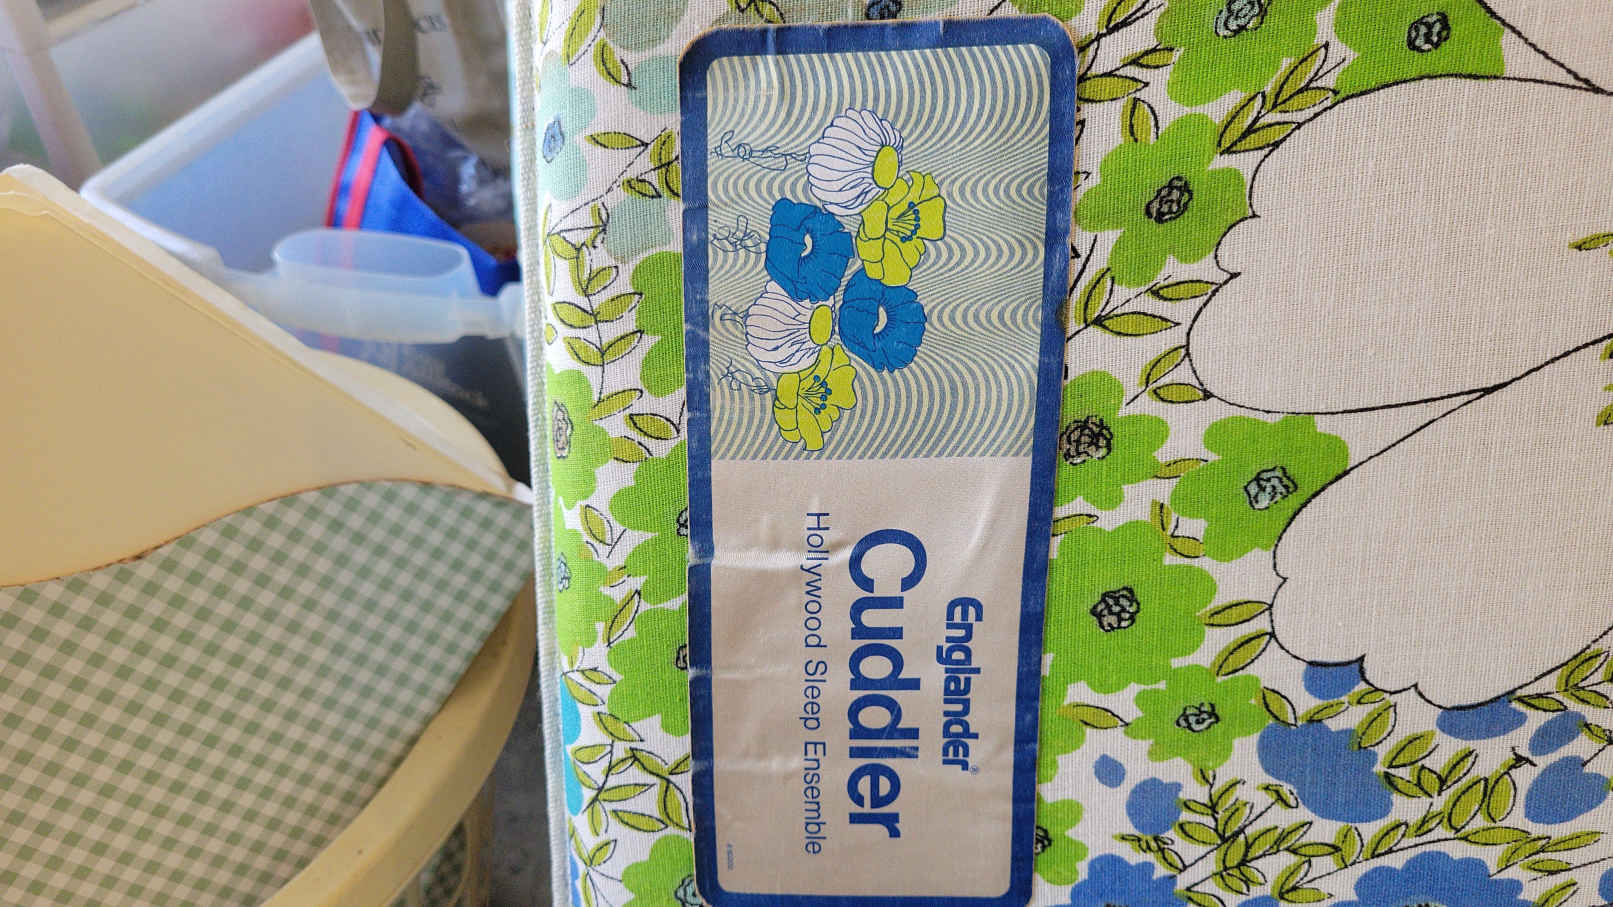 Englander®
Cuddler
Hollywood Sleep Ensemble